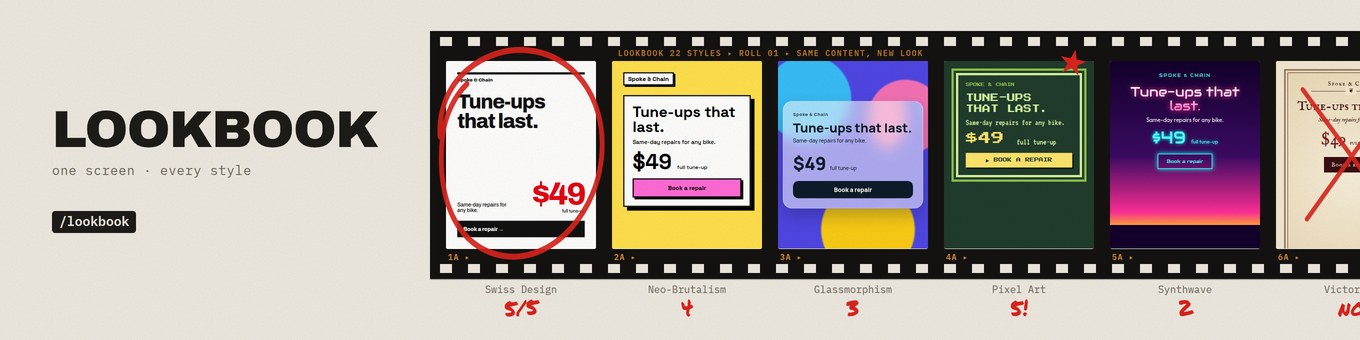 LOOKBOOK
one screen · every style
/lookbook
LOOKBOOK 22 STYLES ▸ ROLL 01 ▸ SAME CONTENT, NEW LOOK
Spoke & Chain
Tune-ups
that last.
$49
Same-day repairs for
any bike.
full tune-up
Book a repair →
1A ▸
Swiss Design
5/5
Spoke & Chain
Tune-ups that
last.
Same-day repairs for any bike.
$49 full tune-up
Book a repair
2A ▸
Neo-Brutalism
4
Spoke & Chain
Tune-ups that last.
Same-day repairs for any bike.
$49 full tune-up
Book a repair
3A ▸
Glassmorphism
3
SPOKE & CHAIN
TUNE-UPS
THAT LAST.
Same-day repairs for any bike.
$49 full tune-up
▶ BOOK A REPAIR
4A ▸
Pixel Art
5!
SPOKE & CHAIN
Tune-ups that
last.
Same-day repairs for any bike.
$49 full tune-up
Book a repair
5A ▸
Synthwave
2
$49
6A ▸